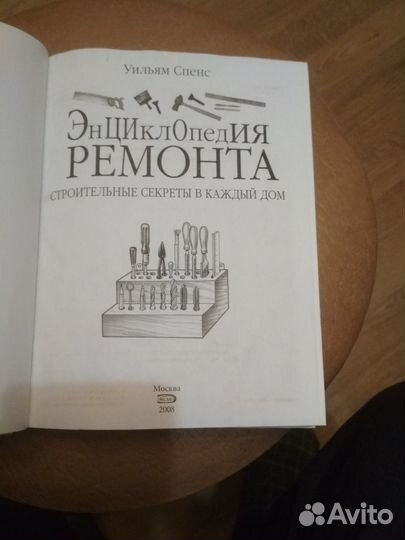 Уильям Спенс
ЭнЦИклОпедИЯ
РЕМОНТА
СТРОИТЕЛЬНЫЕ СЕКРЕТЫ В КАЖДЫЙ ДОМ
Москва
2008
Avito